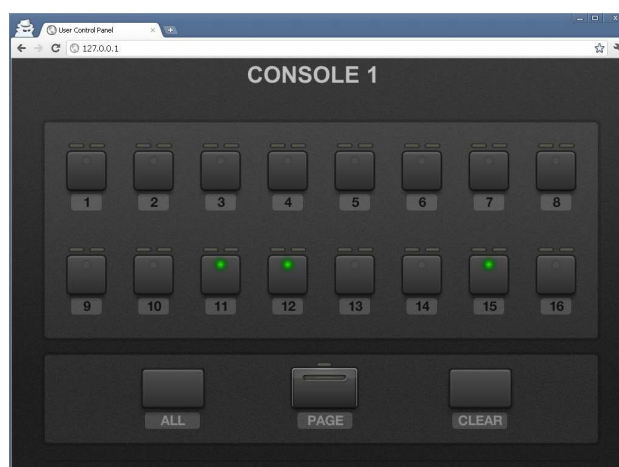 User Control Panel
127.0.0.1
CONSOLE 1
1 2 3 4 5 6 7 8
9 10 11 12 13 14 15 16
ALL PAGE CLEAR